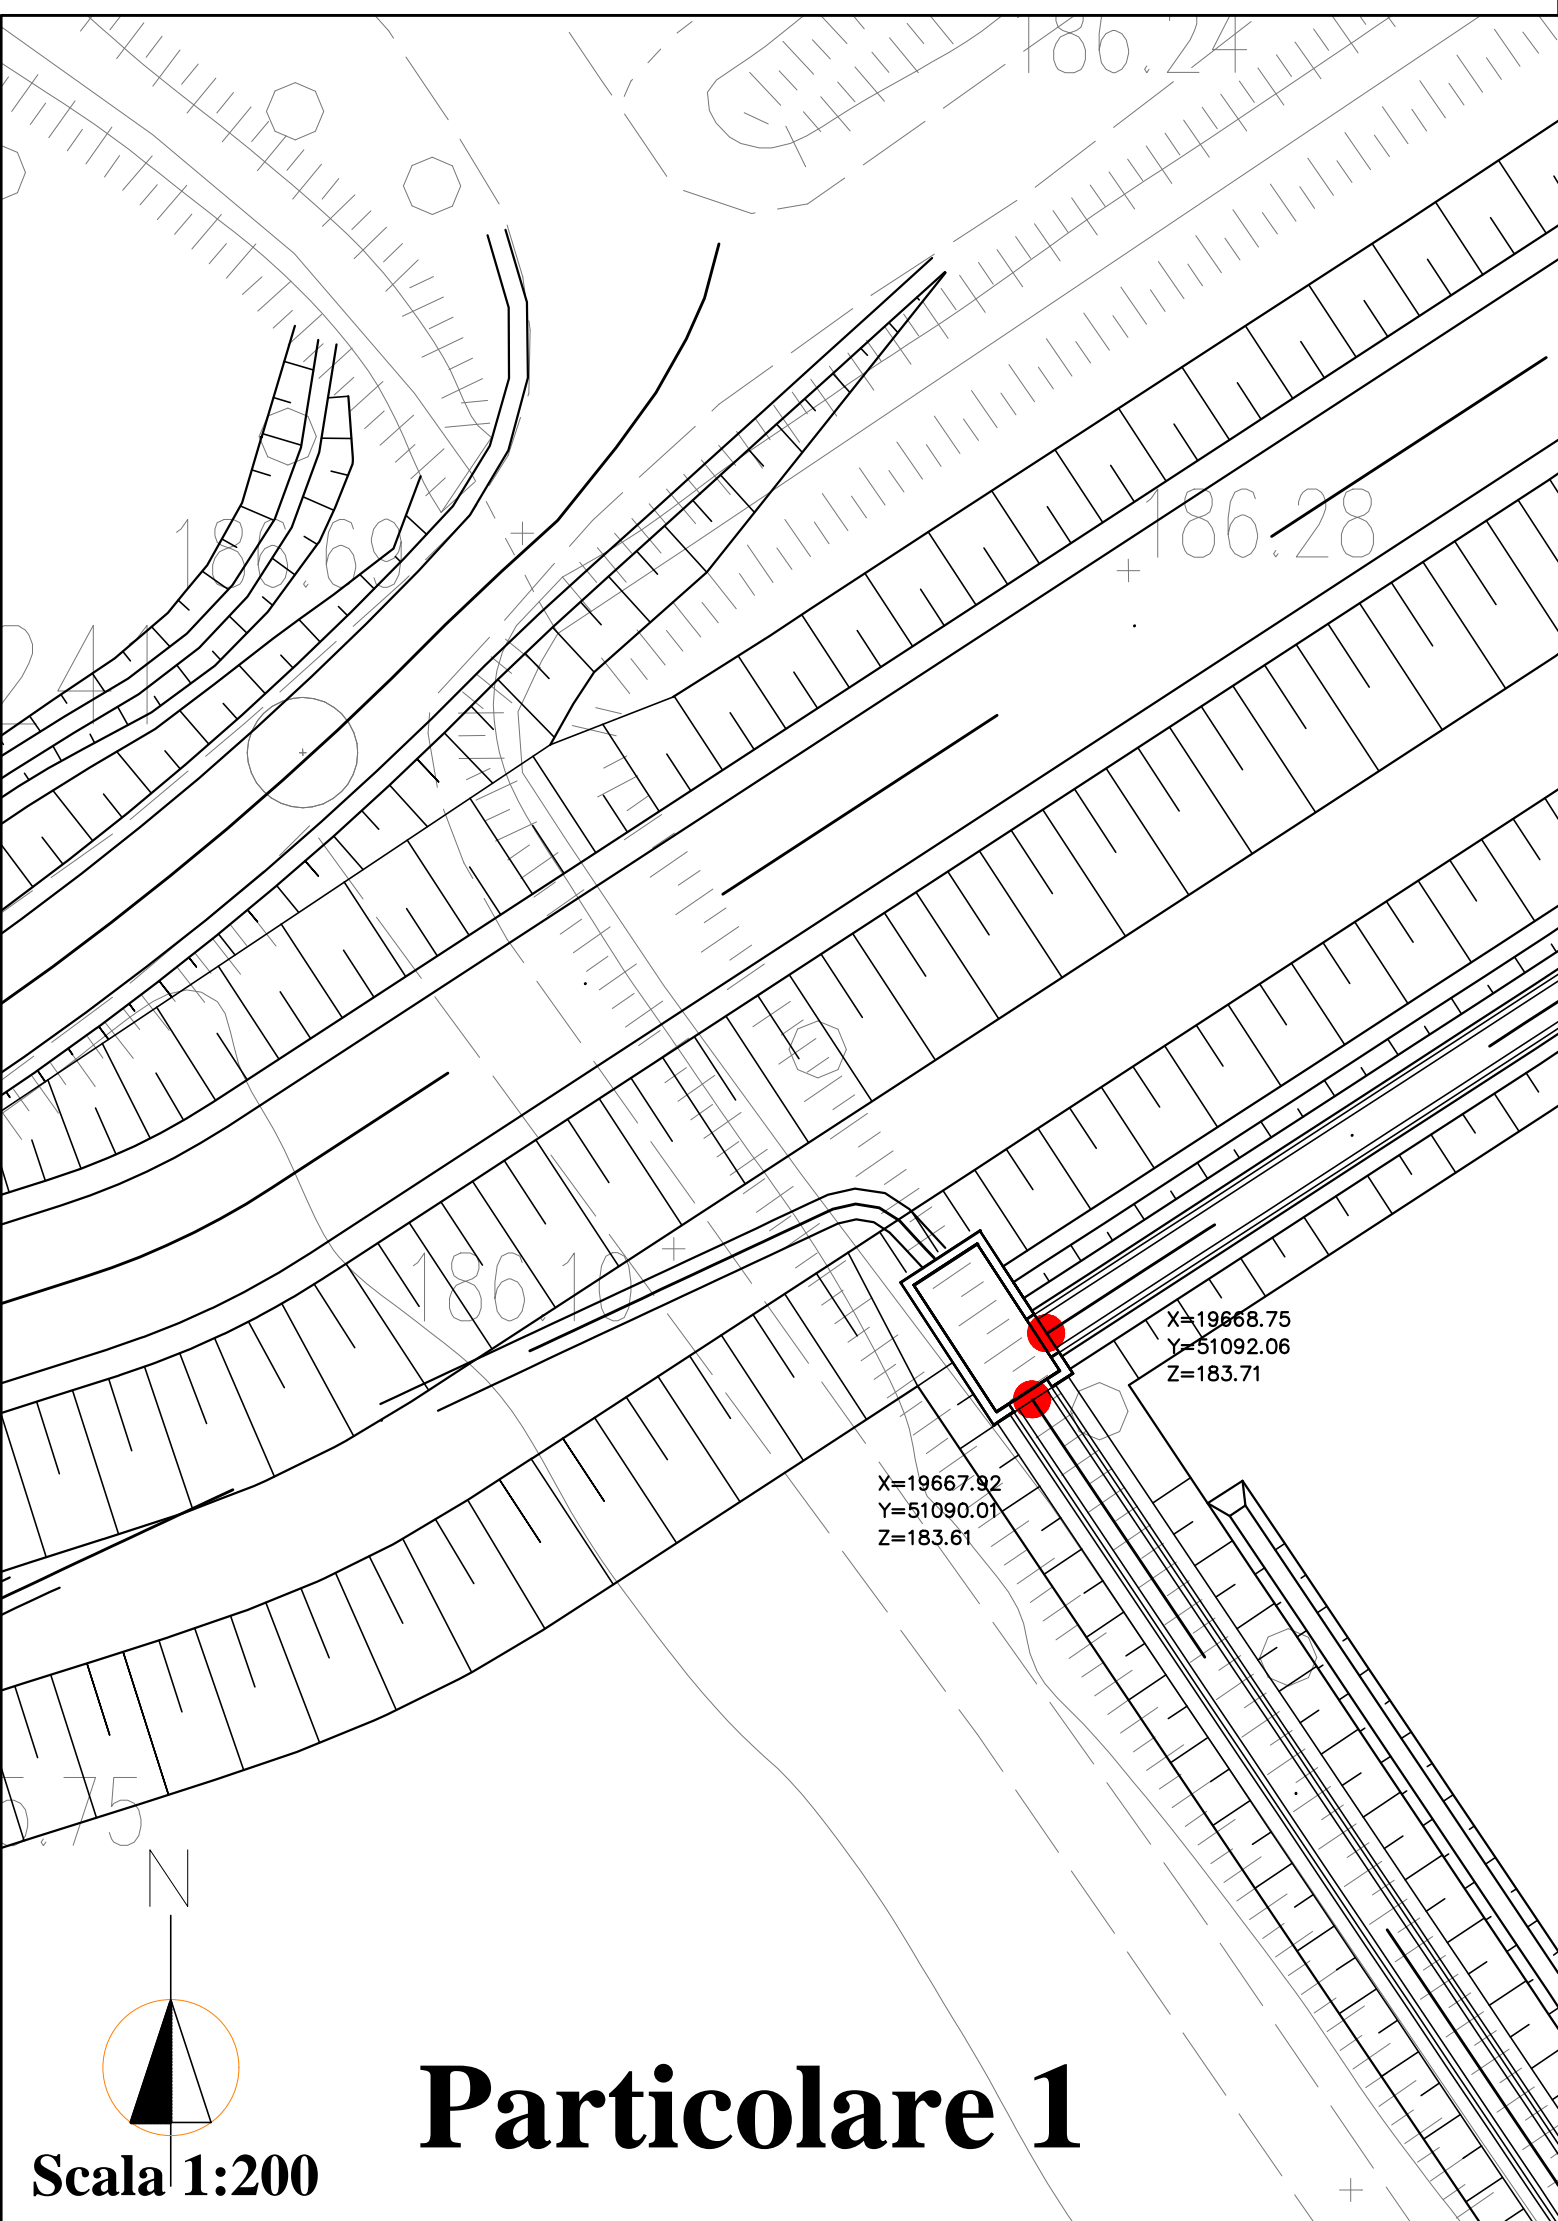 186.24
186.28
186.69
241
186.10
X=19668.75
Y=51092.06
Z=183.71
X=19667.92
Y=51090.01
Z=183.61
5.75
N
Particolare 1
Scala 1:200